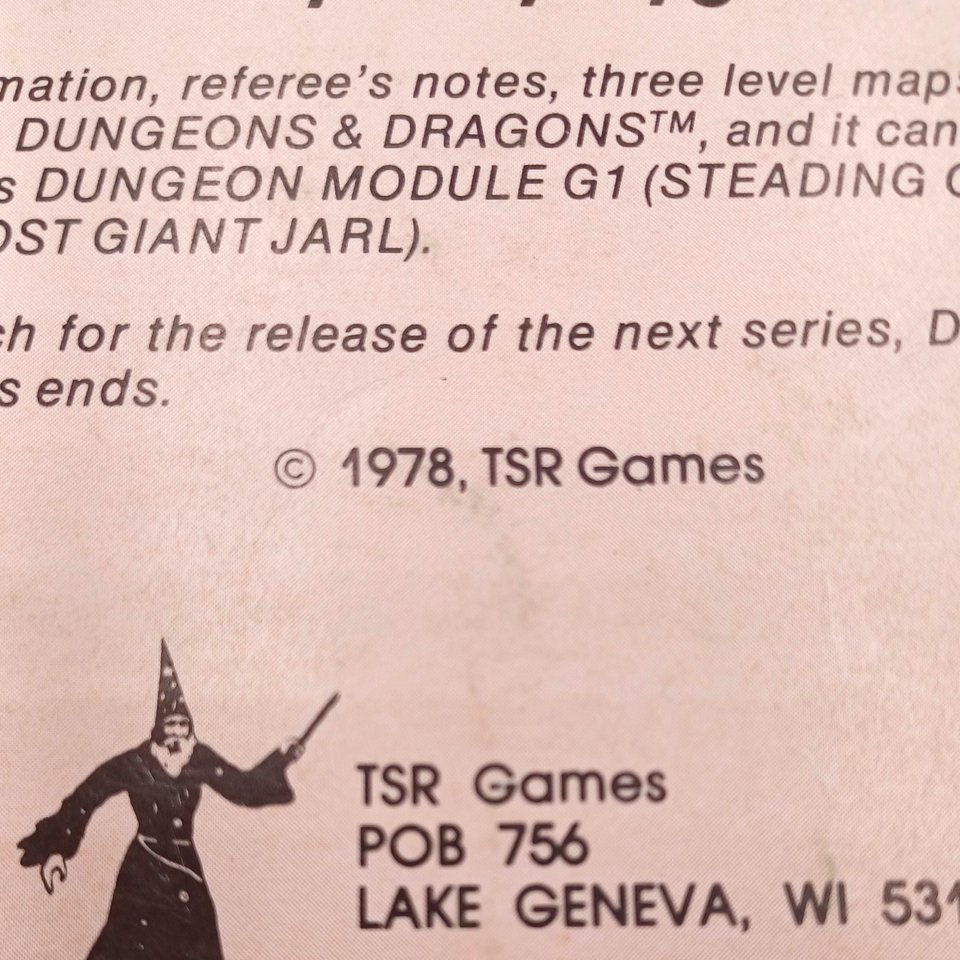 mation, referee's notes, three level maps
DUNGEONS & DRAGONS™, and it can
s DUNGEON MODULE G1 (STEADING O
OST GIANT JARL).
ch for the release of the next series, D
s ends.
© 1978, TSR Games
TSR Games
POB 756
LAKE GENEVA, WI 531